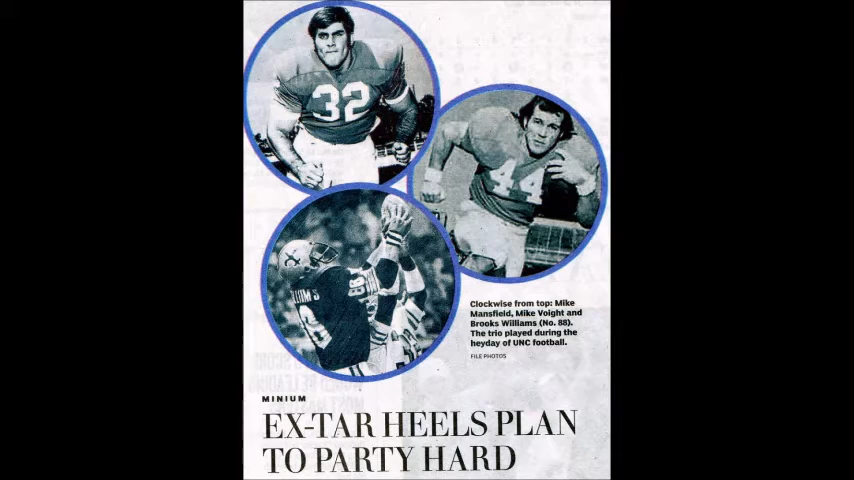 32
44
88
Clockwise from top: Mike
Mansfield, Mike Voight and
Brooks Williams (No. 88).
The trio played during the
heyday of UNC football.
FILE PHOTOS
MINIUM
EX-TAR HEELS PLAN
TO PARTY HARD